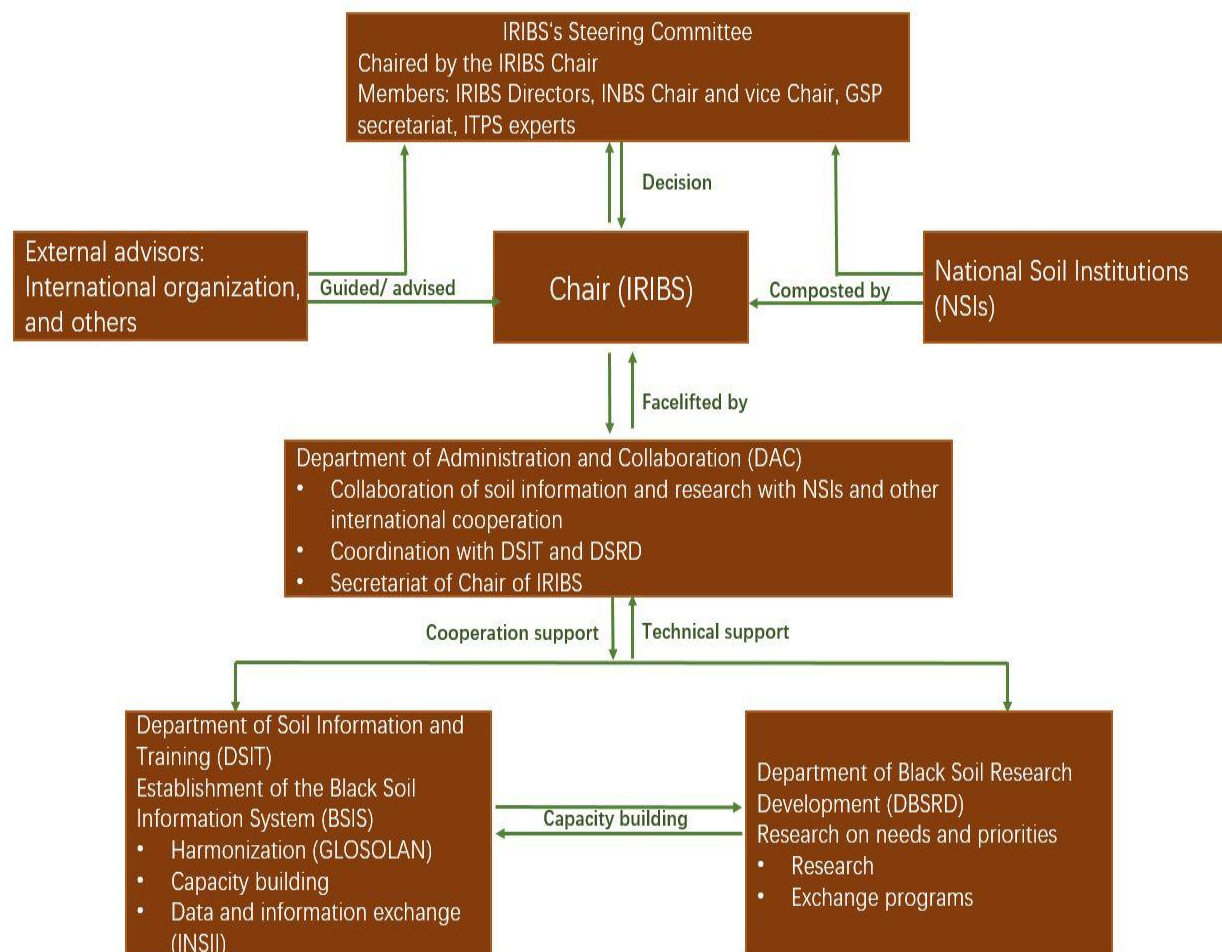 IRIBS‘s Steering Committee
Chaired by the IRIBS Chair
Members: IRIBS Directors, INBS Chair and vice Chair, GSP
secretariat, ITPS experts
Decision
External advisors:
International organization,
and others
Guided/ advised
Chair (IRIBS)
Composted by
National Soil Institutions
(NSIs)
Facelifted by
Department of Administration and Collaboration (DAC)
• Collaboration of soil information and research with NSIs and other
international cooperation
• Coordination with DSIT and DSRD
• Secretariat of Chair of IRIBS
Cooperation support
Technical support
Department of Soil Information and
Training (DSIT)
Establishment of the Black Soil
Information System (BSIS)
• Harmonization (GLOSOLAN)
• Capacity building
• Data and information exchange
(INSII)
Capacity building
Department of Black Soil Research
Development (DBSRD)
Research on needs and priorities
• Research
• Exchange programs